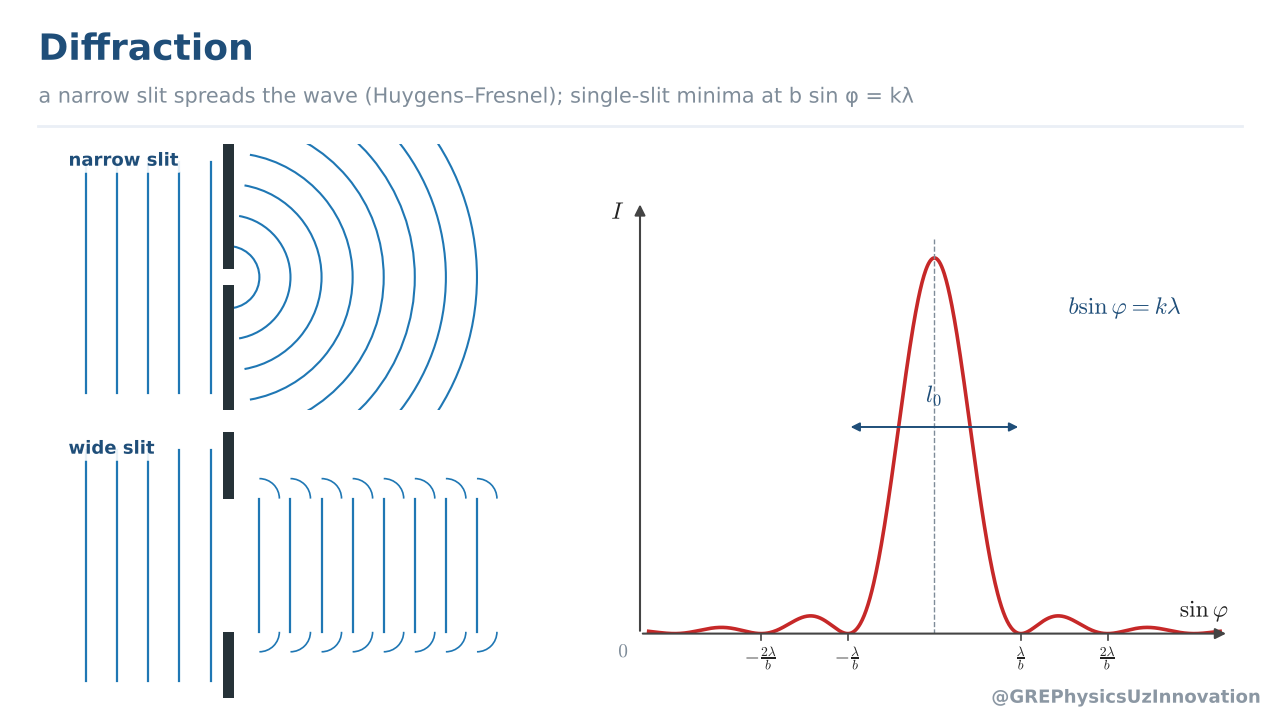 Diffraction
a narrow slit spreads the wave (Huygens–Fresnel); single-slit minima at b sin φ = kλ
narrow slit
I
b sin φ = kλ
l₀
wide slit
sin φ
0
−2λ/b
−λ/b
λ/b
2λ/b
@GREPhysicsUzInnovation